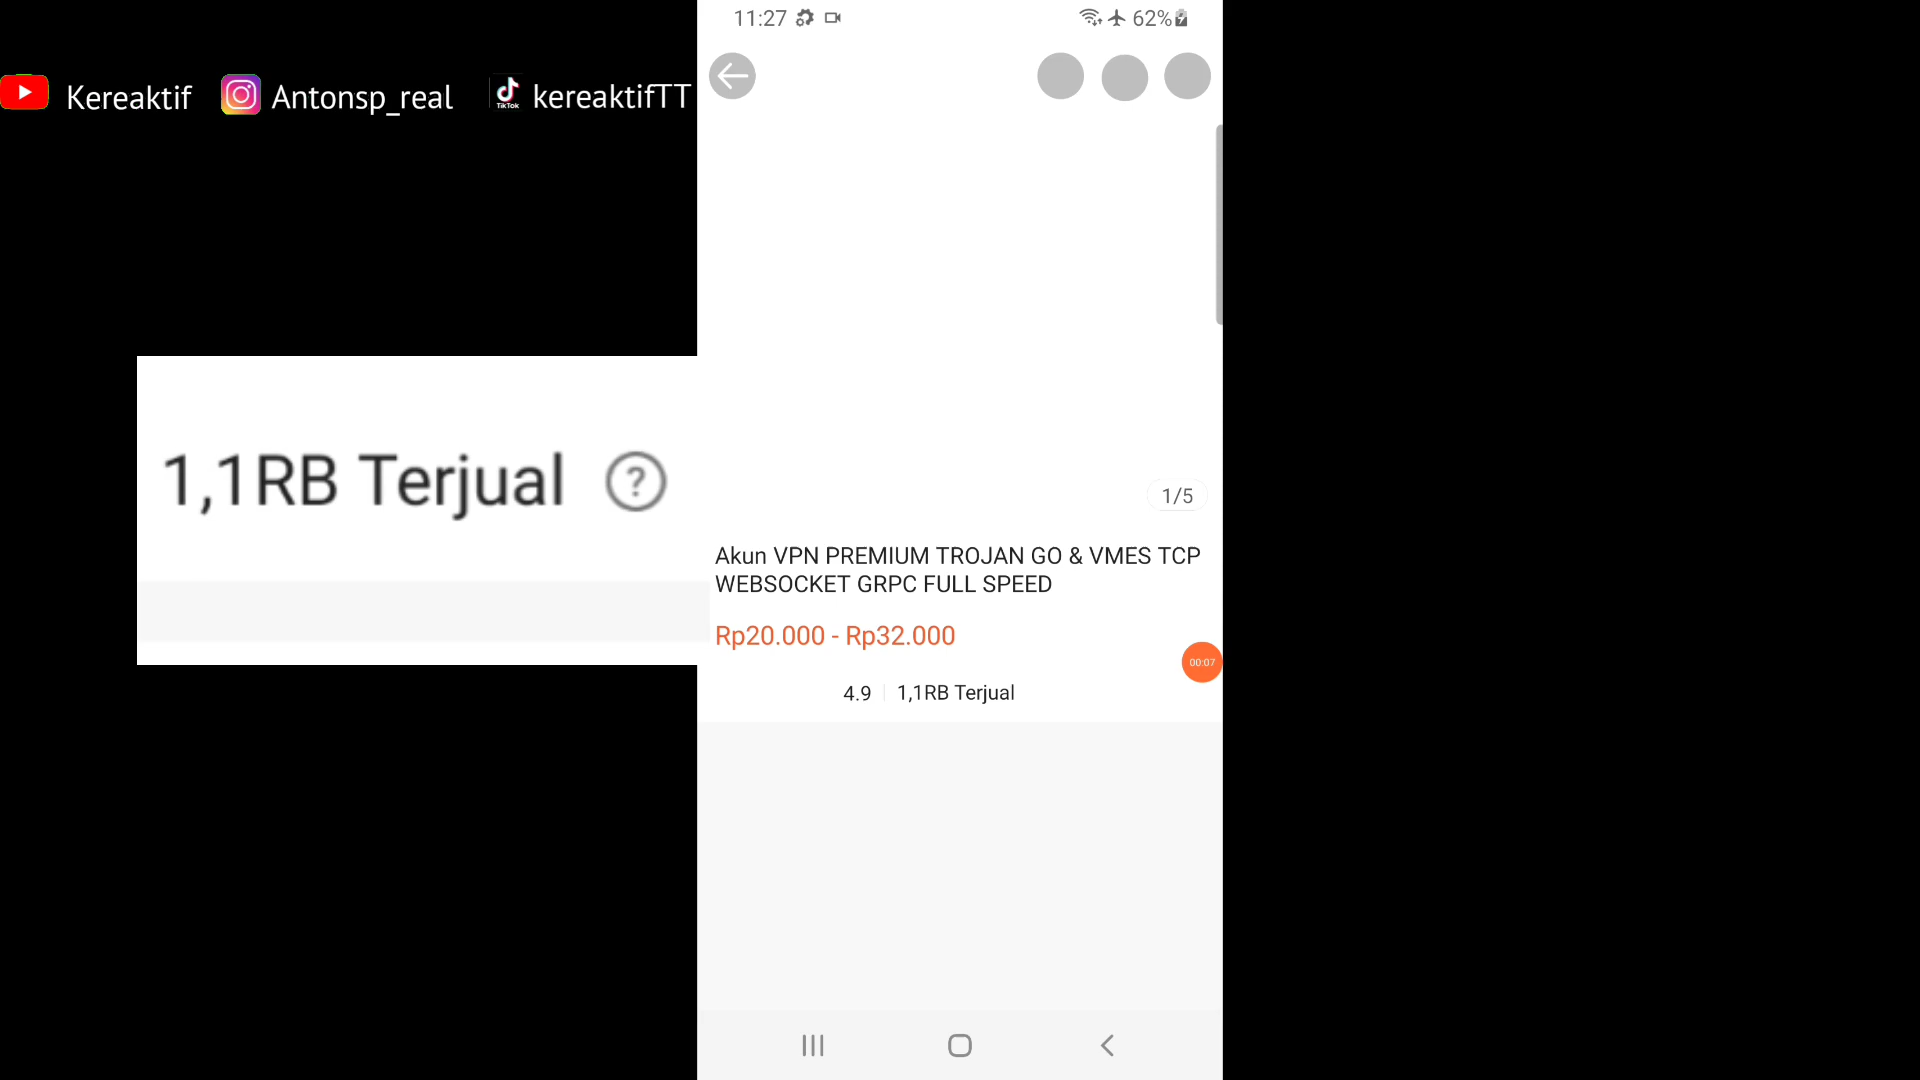 11:27
62%
Kereaktif
Antonsp_real
TikTok
kereaktifTT
1,1RB Terjual ?
1/5
Akun VPN PREMIUM TROJAN GO & VMES TCP
WEBSOCKET GRPC FULL SPEED
Rp20.000 - Rp32.000
00:07
4.9
1,1RB Terjual